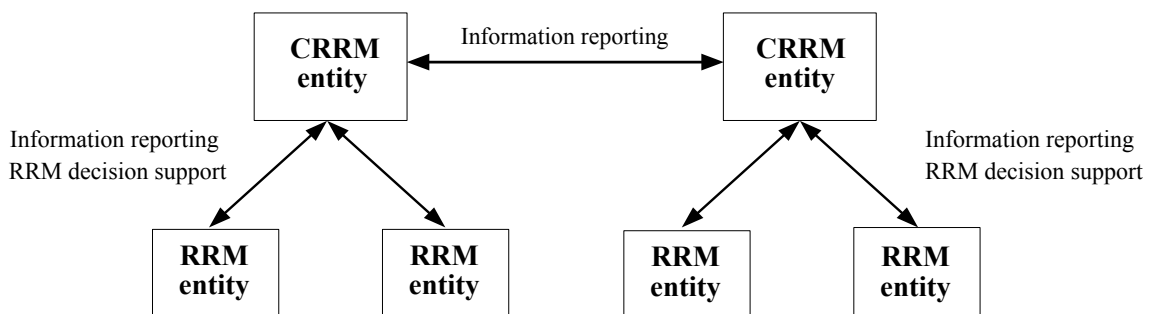 Information reporting
CRRM
entity
CRRM
entity
Information reporting
RRM decision support
Information reporting
RRM decision support
RRM
entity
RRM
entity
RRM
entity
RRM
entity